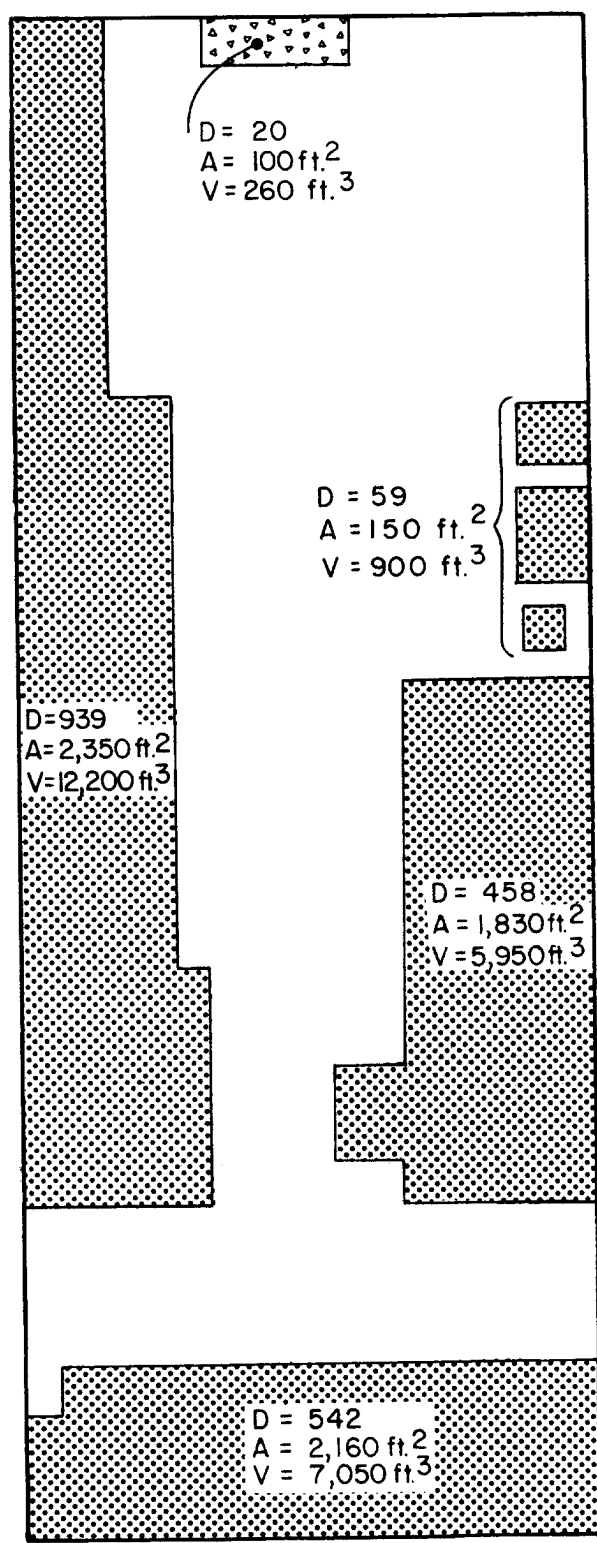 D = 20
A = 100 ft.²
V = 260 ft.³
D = 59
A = 150 ft.²
V = 900 ft.³
D=939
A=2,350 ft.²
V=12,200 ft.³
D = 458
A = 1,830 ft.²
V = 5,950 ft.³
D = 542
A = 2,160 ft.²
V = 7,050 ft.³